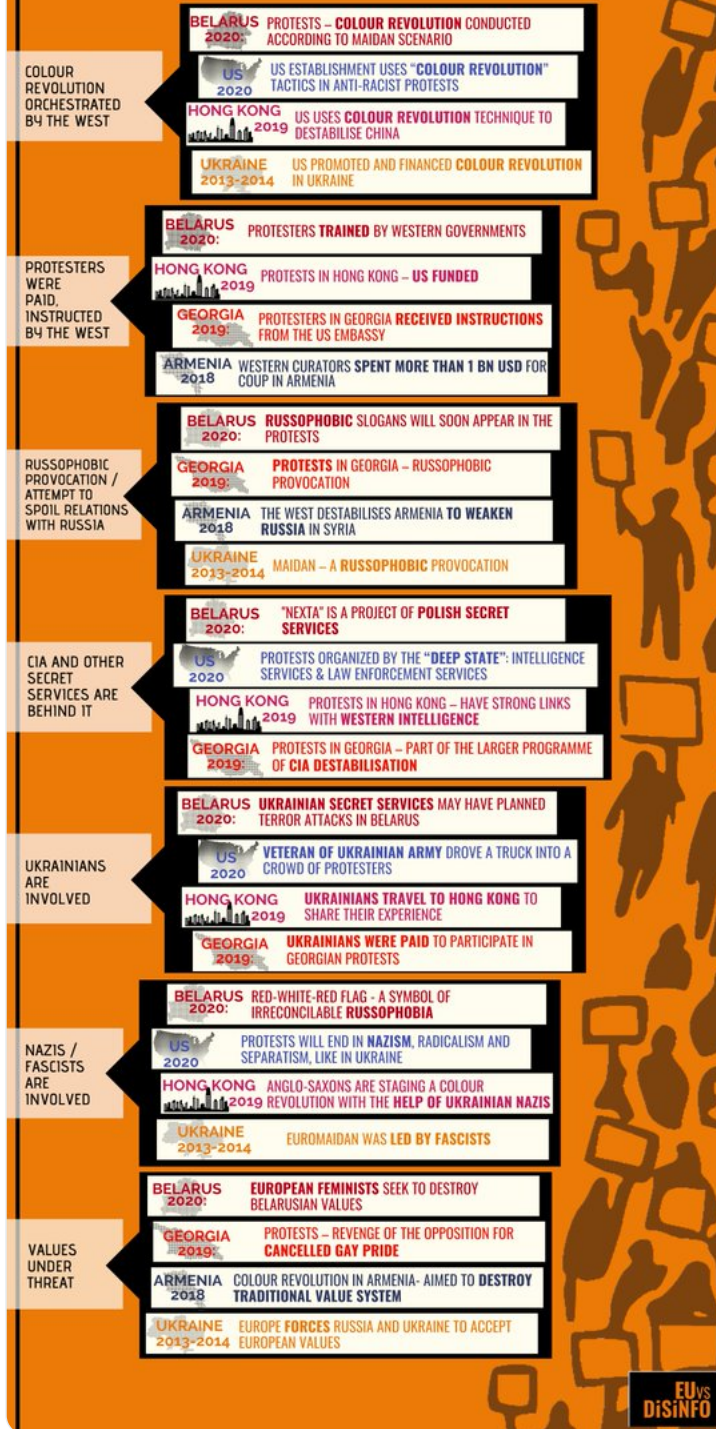 COLOUR
REVOLUTION
ORCHESTRATED
BY THE WEST
BELARUS
2020:
PROTESTS – COLOUR REVOLUTION CONDUCTED
ACCORDING TO MAIDAN SCENARIO
US
2020
US ESTABLISHMENT USES “COLOUR REVOLUTION”
TACTICS IN ANTI-RACIST PROTESTS
HONG KONG
2019
US USES COLOUR REVOLUTION TECHNIQUE TO
DESTABILISE CHINA
UKRAINE
2013-2014
US PROMOTED AND FINANCED COLOUR REVOLUTION
IN UKRAINE
PROTESTERS
WERE
PAID,
INSTRUCTED
BY THE WEST
BELARUS
2020:
PROTESTERS TRAINED BY WESTERN GOVERNMENTS
HONG KONG
2019
PROTESTS IN HONG KONG – US FUNDED
GEORGIA
2019:
PROTESTERS IN GEORGIA RECEIVED INSTRUCTIONS
FROM THE US EMBASSY
ARMENIA
2018
WESTERN CURATORS SPENT MORE THAN 1 BN USD FOR
COUP IN ARMENIA
RUSSOPHOBIC
PROVOCATION /
ATTEMPT TO
SPOIL RELATIONS
WITH RUSSIA
BELARUS
2020:
RUSSOPHOBIC SLOGANS WILL SOON APPEAR IN THE
PROTESTS
GEORGIA
2019:
PROTESTS IN GEORGIA – RUSSOPHOBIC
PROVOCATION
ARMENIA
2018
THE WEST DESTABILISES ARMENIA TO WEAKEN
RUSSIA IN SYRIA
UKRAINE
2013-2014
MAIDAN – A RUSSOPHOBIC PROVOCATION
CIA AND OTHER
SECRET
SERVICES ARE
BEHIND IT
BELARUS
2020:
"NEXTA" IS A PROJECT OF POLISH SECRET
SERVICES
US
2020
PROTESTS ORGANIZED BY THE “DEEP STATE”: INTELLIGENCE
SERVICES & LAW ENFORCEMENT SERVICES
HONG KONG
2019
PROTESTS IN HONG KONG – HAVE STRONG LINKS
WITH WESTERN INTELLIGENCE
GEORGIA
2019:
PROTESTS IN GEORGIA – PART OF THE LARGER PROGRAMME
OF CIA DESTABILISATION
UKRAINIANS
ARE
INVOLVED
BELARUS
2020:
UKRAINIAN SECRET SERVICES MAY HAVE PLANNED
TERROR ATTACKS IN BELARUS
US
2020
VETERAN OF UKRAINIAN ARMY DROVE A TRUCK INTO A
CROWD OF PROTESTERS
HONG KONG
2019
UKRAINIANS TRAVEL TO HONG KONG TO
SHARE THEIR EXPERIENCE
GEORGIA
2019:
UKRAINIANS WERE PAID TO PARTICIPATE IN
GEORGIAN PROTESTS
NAZIS /
FASCISTS
ARE
INVOLVED
BELARUS
2020:
RED-WHITE-RED FLAG - A SYMBOL OF
IRRECONCILABLE RUSSOPHOBIA
US
2020
PROTESTS WILL END IN NAZISM, RADICALISM AND
SEPARATISM, LIKE IN UKRAINE
HONG KONG
2019
ANGLO-SAXONS ARE STAGING A COLOUR
REVOLUTION WITH THE HELP OF UKRAINIAN NAZIS
UKRAINE
2013-2014
EUROMAIDAN WAS LED BY FASCISTS
VALUES
UNDER
THREAT
BELARUS
2020:
EUROPEAN FEMINISTS SEEK TO DESTROY
BELARUSIAN VALUES
GEORGIA
2019:
PROTESTS – REVENGE OF THE OPPOSITION FOR
CANCELLED GAY PRIDE
ARMENIA
2018
COLOUR REVOLUTION IN ARMENIA- AIMED TO DESTROY
TRADITIONAL VALUE SYSTEM
UKRAINE
2013-2014
EUROPE FORCES RUSSIA AND UKRAINE TO ACCEPT
EUROPEAN VALUES
EUvs
DiSiNFO